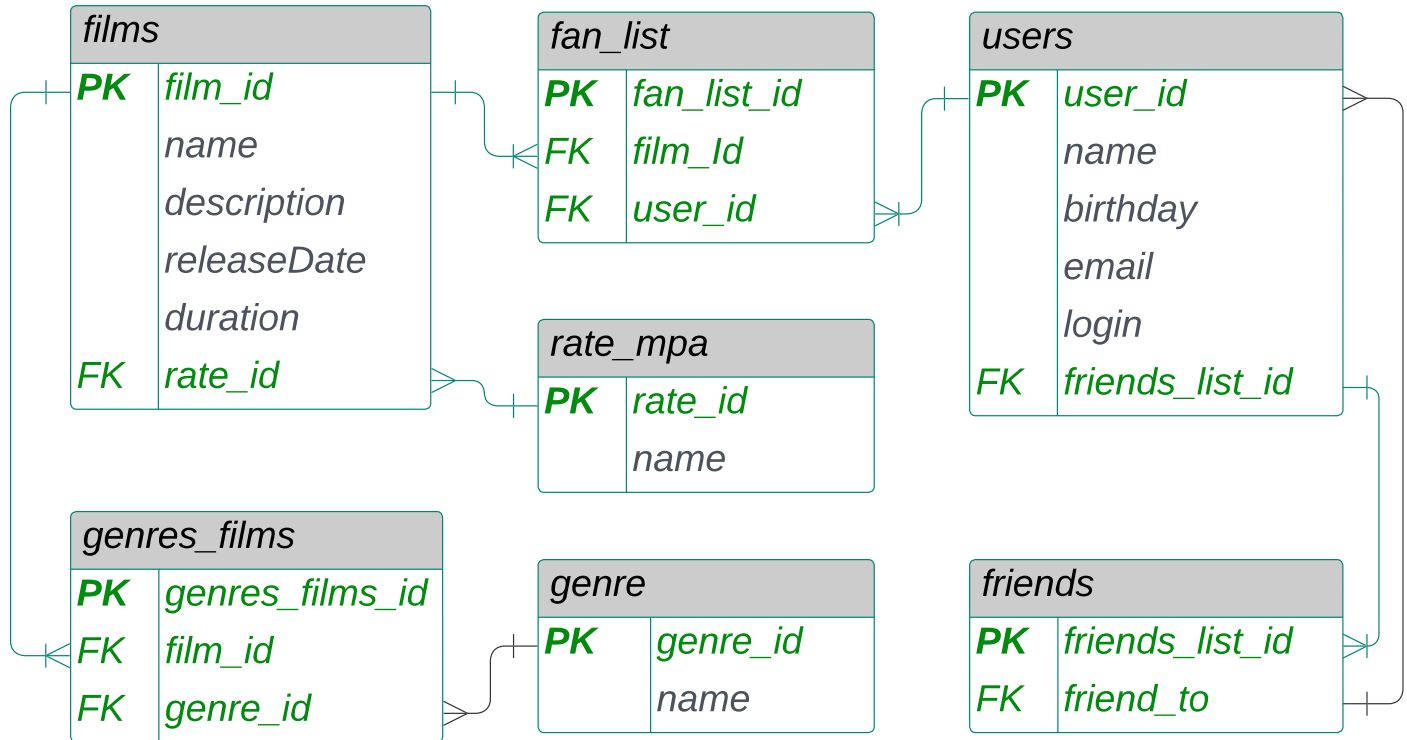 films
PK film_id
name
description
releaseDate
duration
FK rate_id
fan_list
PK fan_list_id
FK film_Id
FK user_id
users
PK user_id
name
birthday
email
login
FK friends_list_id
rate_mpa
PK rate_id
name
genres_films
PK genres_films_id
FK film_id
FK genre_id
genre
PK genre_id
name
friends
PK friends_list_id
FK friend_to